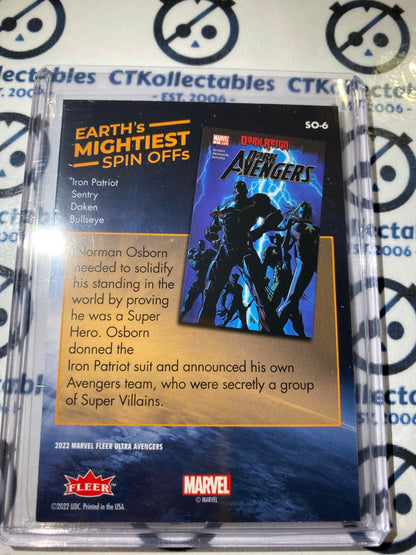 CTKollectables
- EST. 2006 -
EARTH'S
MIGHTIEST
SPIN OFFS
SO-6
Iron Patriot
Sentry
Daken
Bullseye
MARVEL
DARK REIGN
DARK
AVENGERS
Norman Osborn
needed to solidify
his standing in the
world by proving
he was a Super
Hero. Osborn
donned the
Iron Patriot suit and announced his own
Avengers team, who were secretly a group
of Super Villains.
2022 MARVEL FLEER ULTRA AVENGERS
FLEER
©2022 UDC. Printed in the USA.
MARVEL
© MARVEL